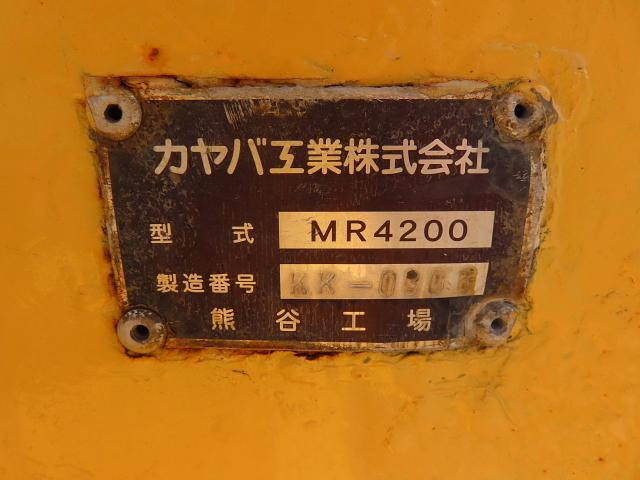 カヤバ工業株式会社
型式 MR4200
製造番号
熊谷工場